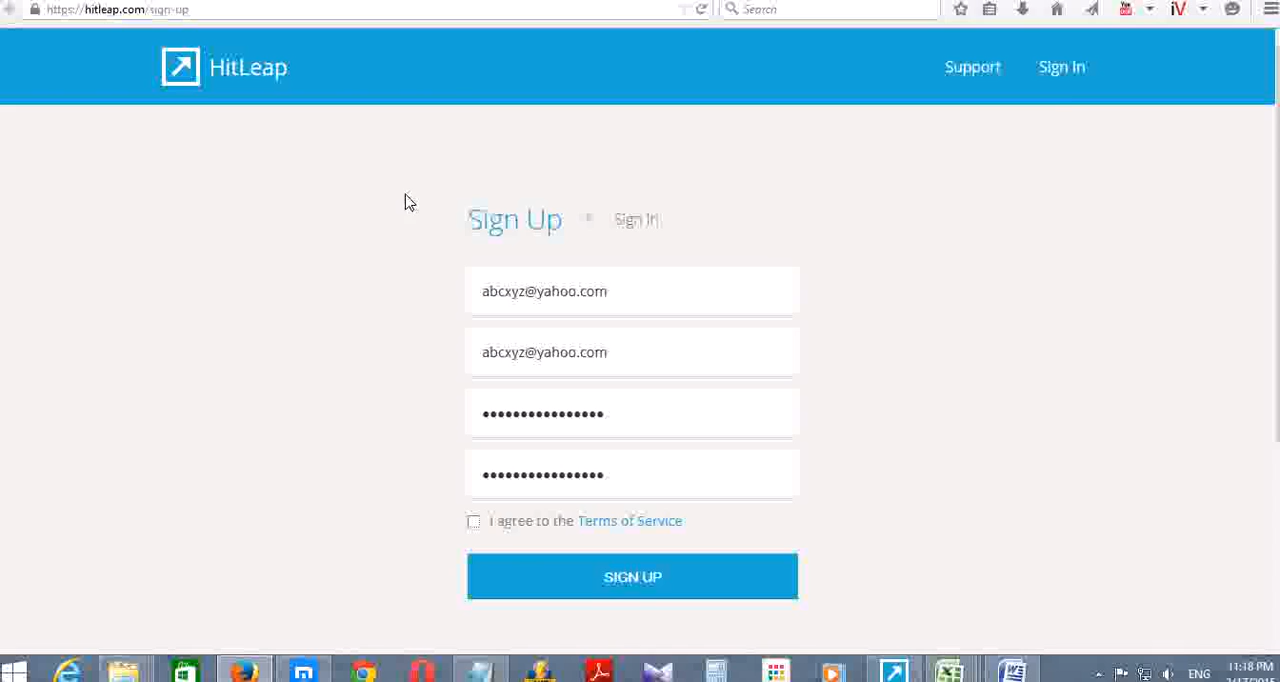 https://hitleap.com/sign-up
Search
HitLeap
Support
Sign In
Sign Up
Sign In
abcxyz@yahoo.com
abcxyz@yahoo.com
••••••••••••••••
••••••••••••••••
I agree to the Terms of Service
SIGN UP
ENG
11:18 PM